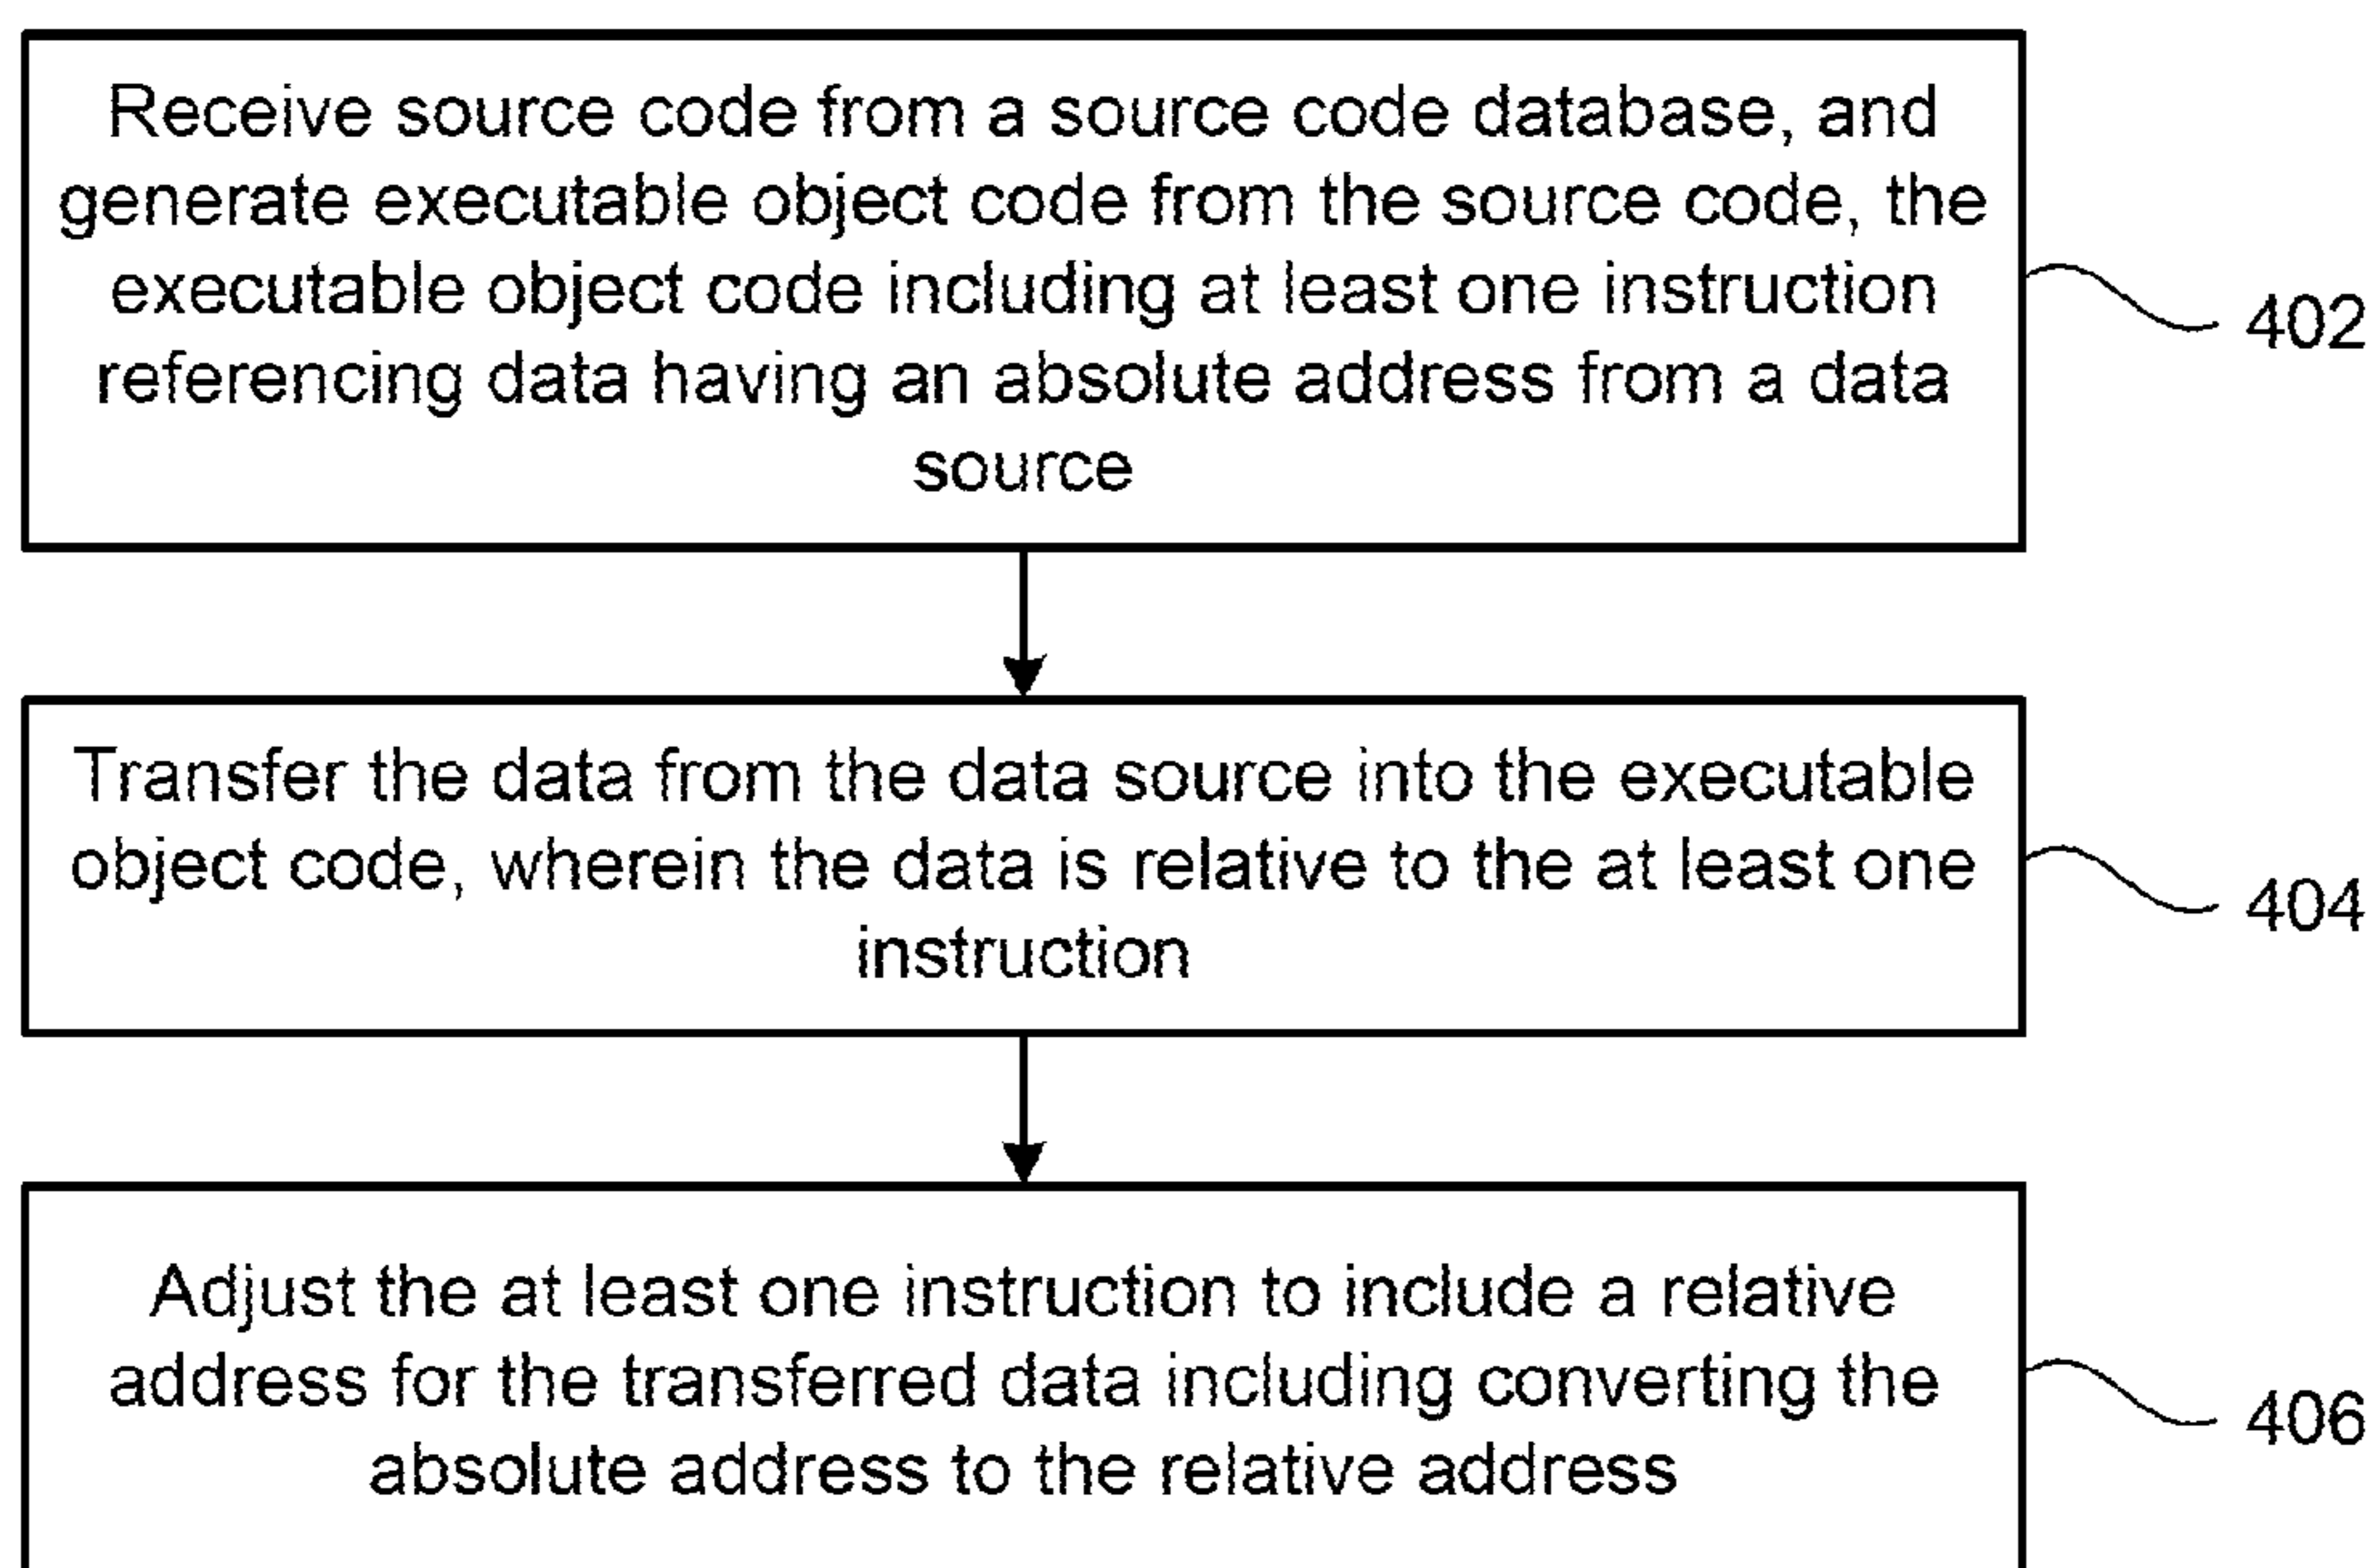 Receive source code from a source code database, and
generate executable object code from the source code, the
executable object code including at least one instruction
referencing data having an absolute address from a data
source
402
Transfer the data from the data source into the executable
object code, wherein the data is relative to the at least one
instruction
404
Adjust the at least one instruction to include a relative
address for the transferred data including converting the
absolute address to the relative address
406